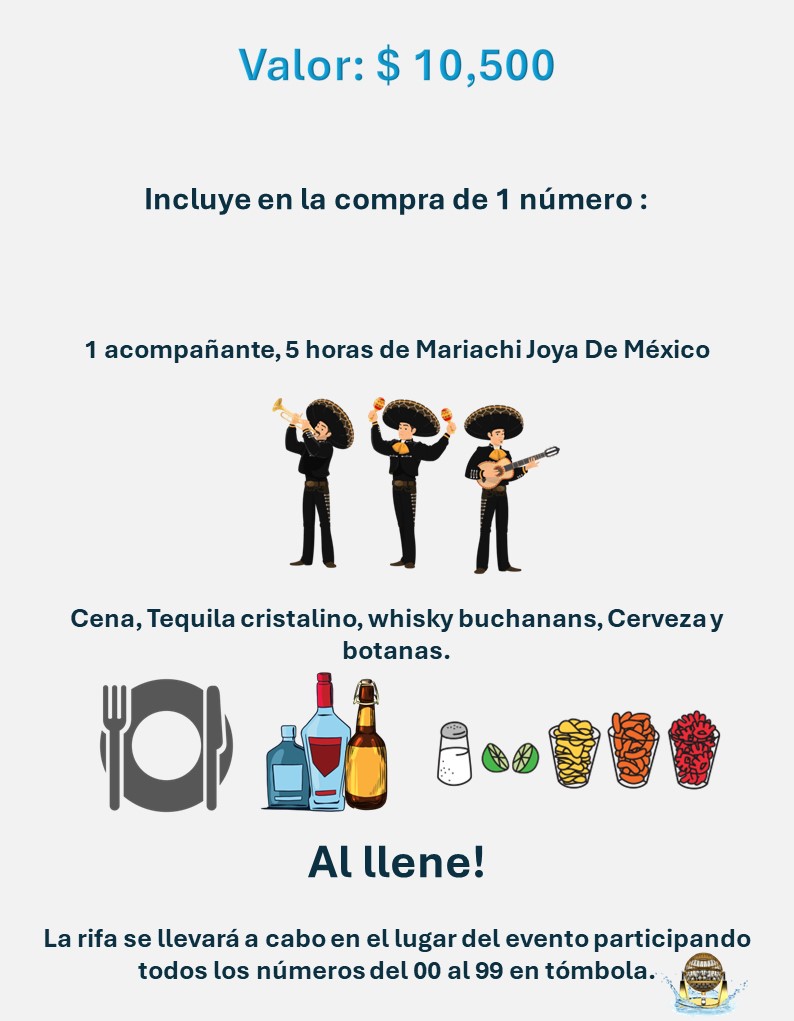 Valor: $ 10,500
Incluye en la compra de 1 número :
1 acompañante, 5 horas de Mariachi Joya De México
Cena, Tequila cristalino, whisky buchanans, Cerveza y
botanas.
Al llene!
La rifa se llevará a cabo en el lugar del evento participando
todos los números del 00 al 99 en tómbola.